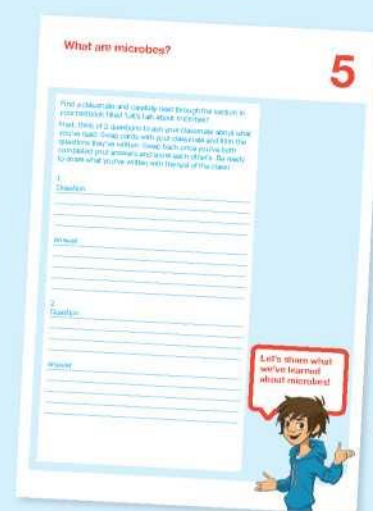 What are microbes?
5
Find a classmate and carefully read through the section in
your textbook titled 'Let's talk about microbes'.
Next, think of 2 questions to ask your classmate about what
you've read. Swap cards with your classmate and fill in the
questions they've written. Swap back once you've both
completed your answers and mark each other's. Be ready
to share what you've written with the rest of the class!
1.
Question
Answer
2.
Question
Answer
Let's share what
we've learned
about microbes!